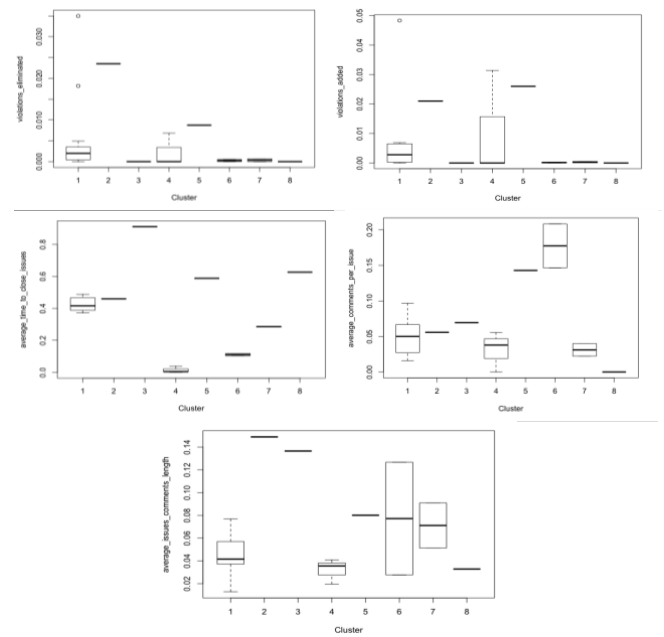 violations_eliminated
0.030
0.020
0.010
0.000
1 2 3 4 5 6 7 8
Cluster
violations_added
0.05
0.04
0.03
0.02
0.01
0.00
1 2 3 4 5 6 7 8
Cluster
average_time_to_close_issues
0.8
0.6
0.4
0.2
0.0
1 2 3 4 5 6 7 8
Cluster
average_comments_per_issue
0.20
0.15
0.10
0.05
0.00
1 2 3 4 5 6 7 8
Cluster
average_issues_comments_length
0.14
0.12
0.10
0.08
0.06
0.04
0.02
1 2 3 4 5 6 7 8
Cluster